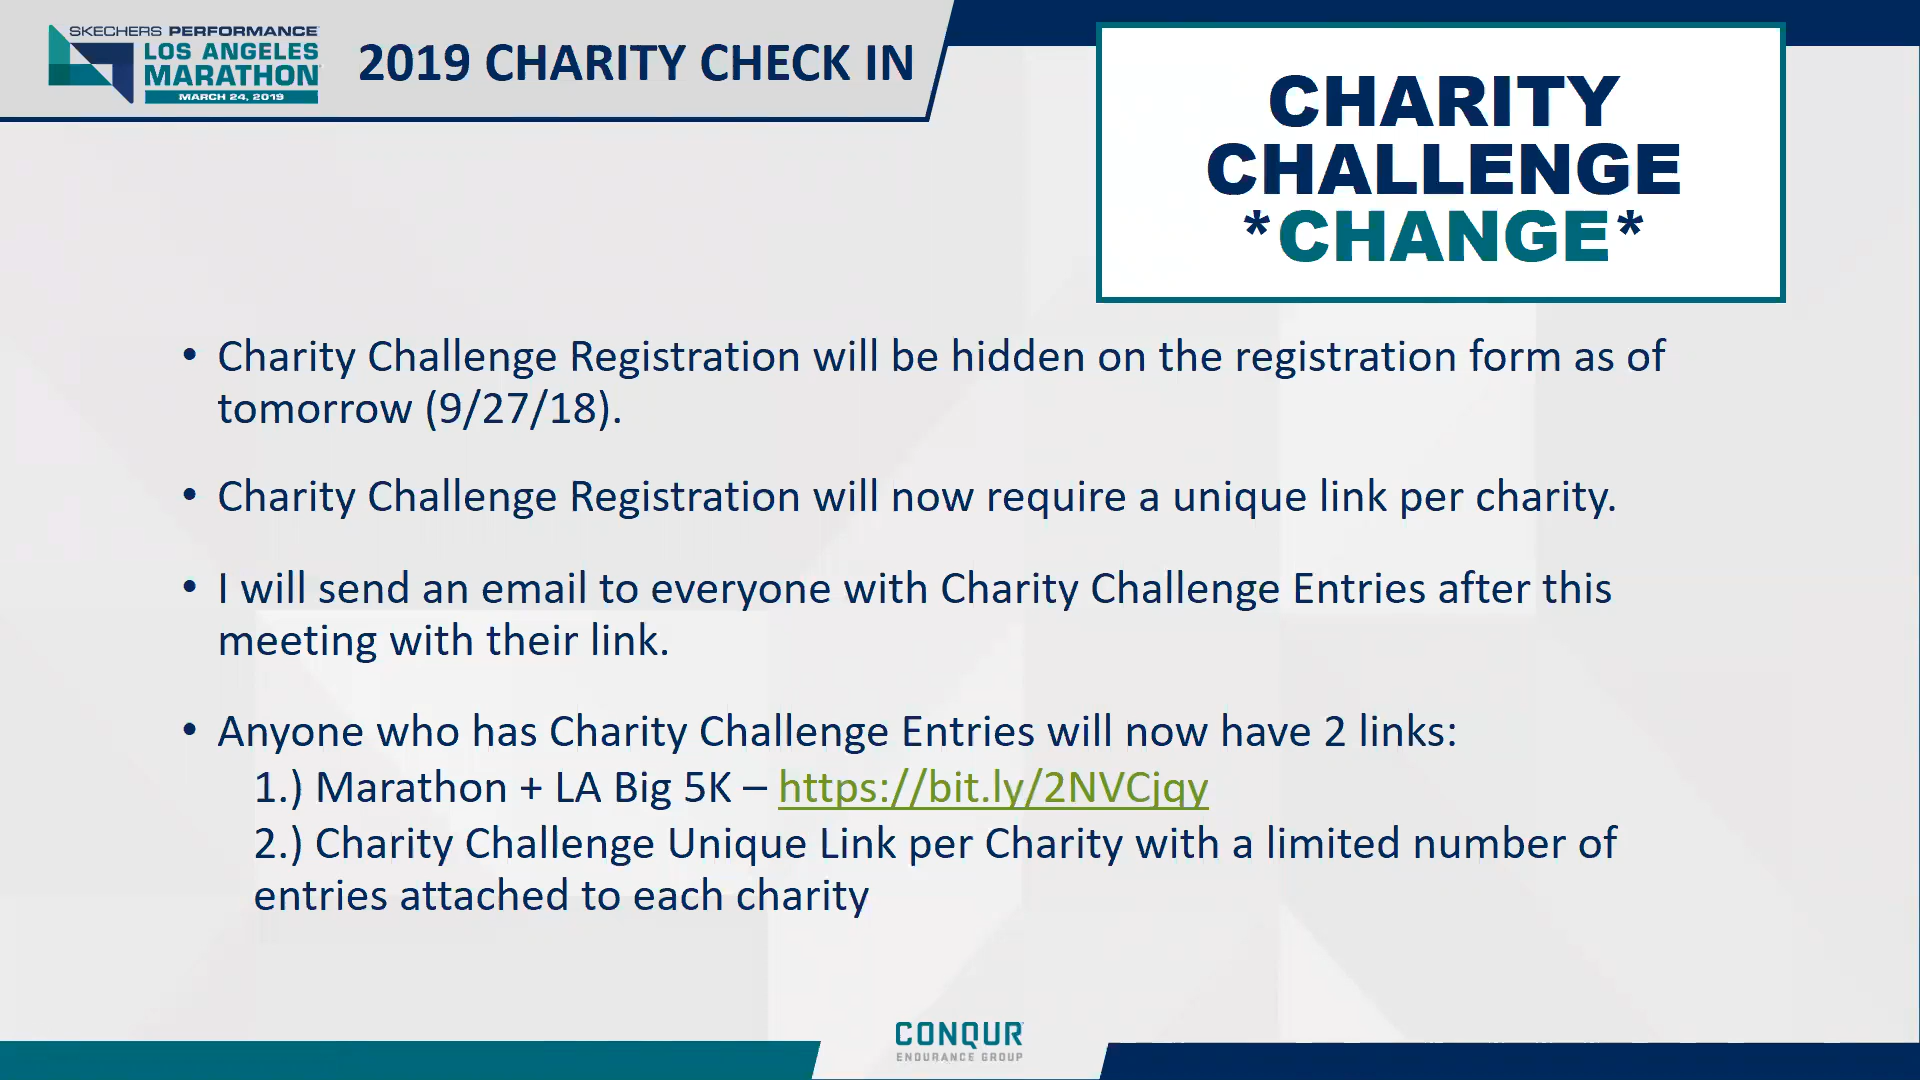 SKECHERS PERFORMANCE
LOS ANGELES
MARATHON
MARCH 24, 2019
2019 CHARITY CHECK IN
CHARITY
CHALLENGE
*CHANGE*
• Charity Challenge Registration will be hidden on the registration form as of
tomorrow (9/27/18).
• Charity Challenge Registration will now require a unique link per charity.
• I will send an email to everyone with Charity Challenge Entries after this
meeting with their link.
• Anyone who has Charity Challenge Entries will now have 2 links:
1.) Marathon + LA Big 5K – https://bit.ly/2NVCjqy
2.) Charity Challenge Unique Link per Charity with a limited number of
entries attached to each charity
CONQUR
ENDURANCE GROUP